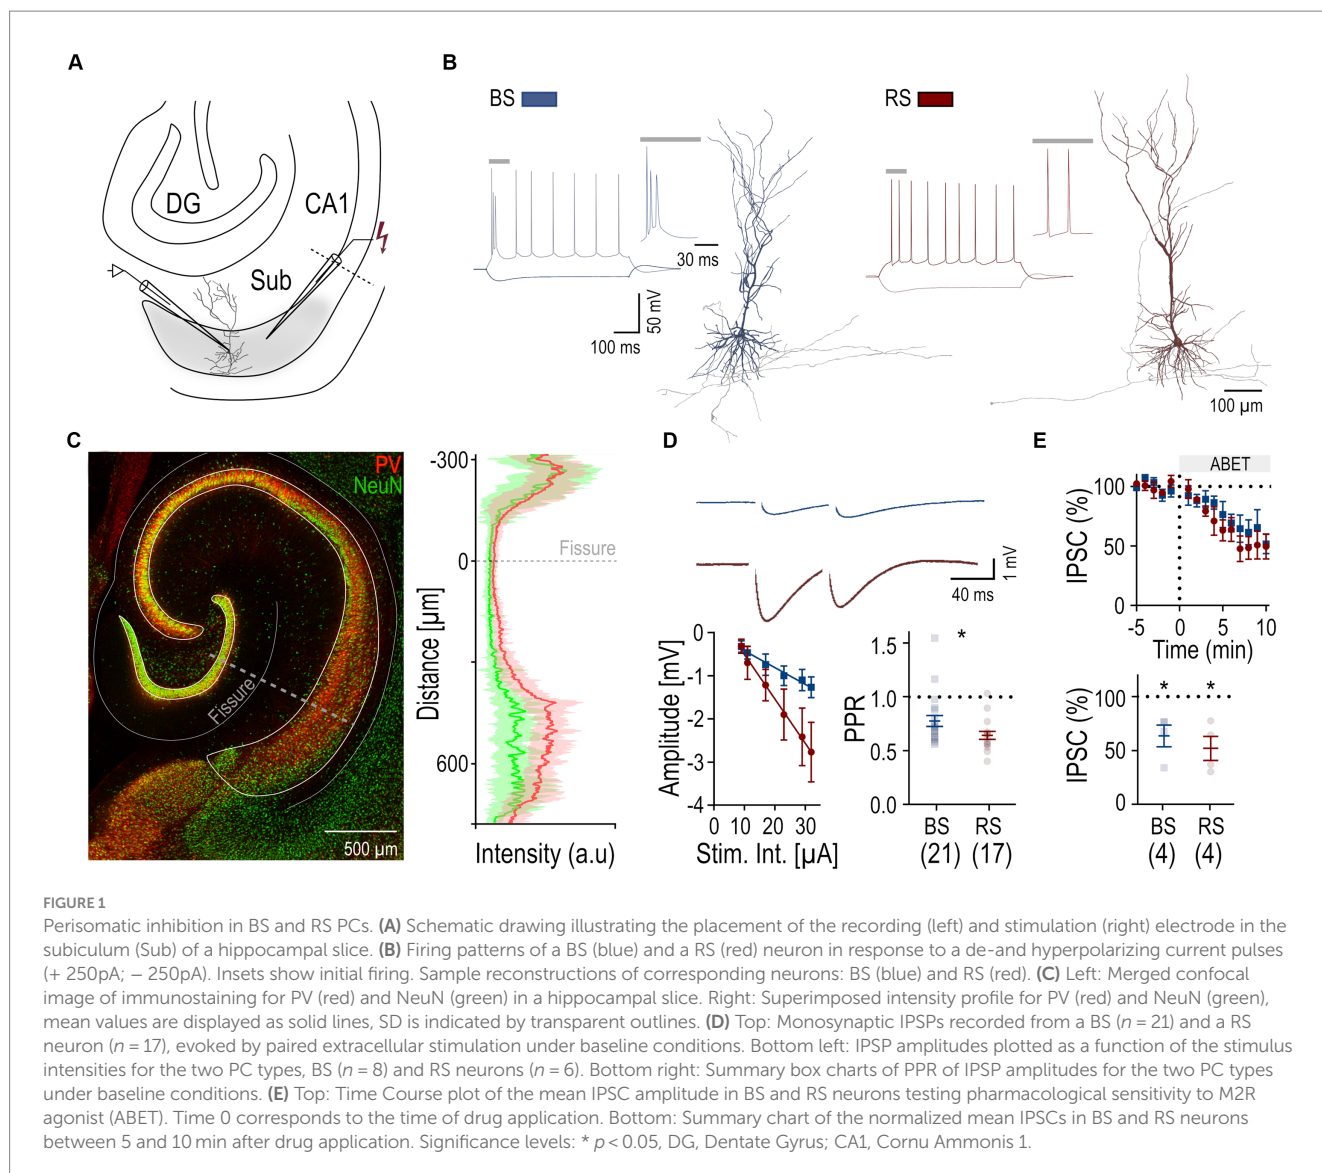 A
DG
CA1
Sub
B
BS
RS
30 ms
50 mV
100 ms
100 µm
C
PV
NeuN
Fissure
500 µm
-300
0
600
Distance [µm]
Fissure
Intensity (a.u)
D
1 mV
40 ms
0
-1
-2
-3
-4
Amplitude [mV]
0 10 20 30
Stim. Int. [µA]
*
1.5
1.0
0.5
0.0
PPR
BS RS
(21) (17)
E
ABET
100
50
0
IPSC (%)
-5 0 5 10
Time (min)
* *
100
50
0
IPSC (%)
BS RS
(4) (4)
FIGURE 1
Perisomatic inhibition in BS and RS PCs. (A) Schematic drawing illustrating the placement of the recording (left) and stimulation (right) electrode in the
subiculum (Sub) of a hippocampal slice. (B) Firing patterns of a BS (blue) and a RS (red) neuron in response to a de-and hyperpolarizing current pulses
(+ 250pA; − 250pA). Insets show initial firing. Sample reconstructions of corresponding neurons: BS (blue) and RS (red). (C) Left: Merged confocal
image of immunostaining for PV (red) and NeuN (green) in a hippocampal slice. Right: Superimposed intensity profile for PV (red) and NeuN (green),
mean values are displayed as solid lines, SD is indicated by transparent outlines. (D) Top: Monosynaptic IPSPs recorded from a BS (n = 21) and a RS
neuron (n = 17), evoked by paired extracellular stimulation under baseline conditions. Bottom left: IPSP amplitudes plotted as a function of the stimulus
intensities for the two PC types, BS (n = 8) and RS neurons (n = 6). Bottom right: Summary box charts of PPR of IPSP amplitudes for the two PC types
under baseline conditions. (E) Top: Time Course plot of the mean IPSC amplitude in BS and RS neurons testing pharmacological sensitivity to M2R
agonist (ABET). Time 0 corresponds to the time of drug application. Bottom: Summary chart of the normalized mean IPSCs in BS and RS neurons
between 5 and 10 min after drug application. Significance levels: * p < 0.05, DG, Dentate Gyrus; CA1, Cornu Ammonis 1.